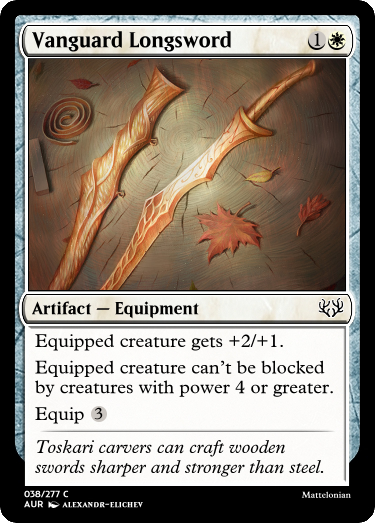 Vanguard Longsword 1
Artifact — Equipment
Equipped creature gets +2/+1.
Equipped creature can't be blocked
by creatures with power 4 or greater.
Equip 3
Toskari carvers can craft wooden
swords sharper and stronger than steel.
038/277 C
AUR ALEXANDR-ELICHEV
Mattelonian